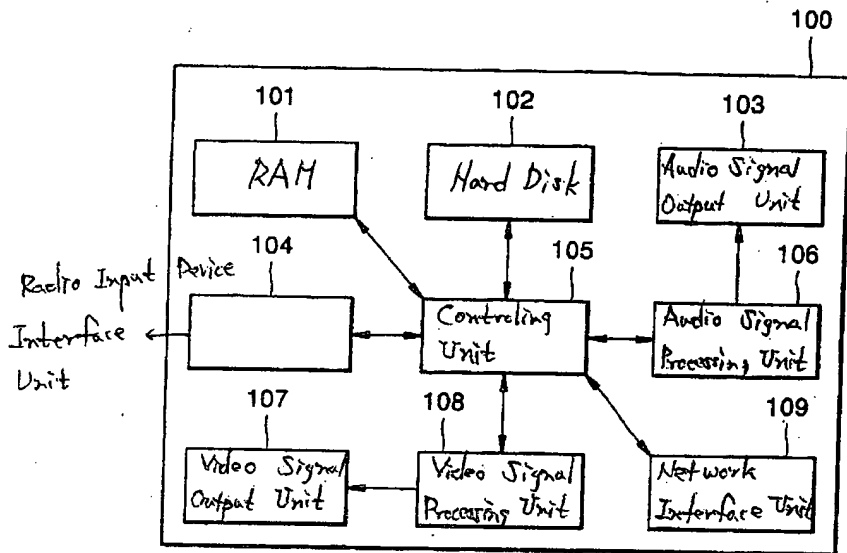 100
101
102
103
RAM
Hard Disk
Audio Signal
Output Unit
104
105
106
Radio Input Device
Interface
Unit
Controling
Unit
Audio Signal
Processing Unit
107
108
109
Video Signal
Output Unit
Video Signal
Processing Unit
Network
Interface Unit